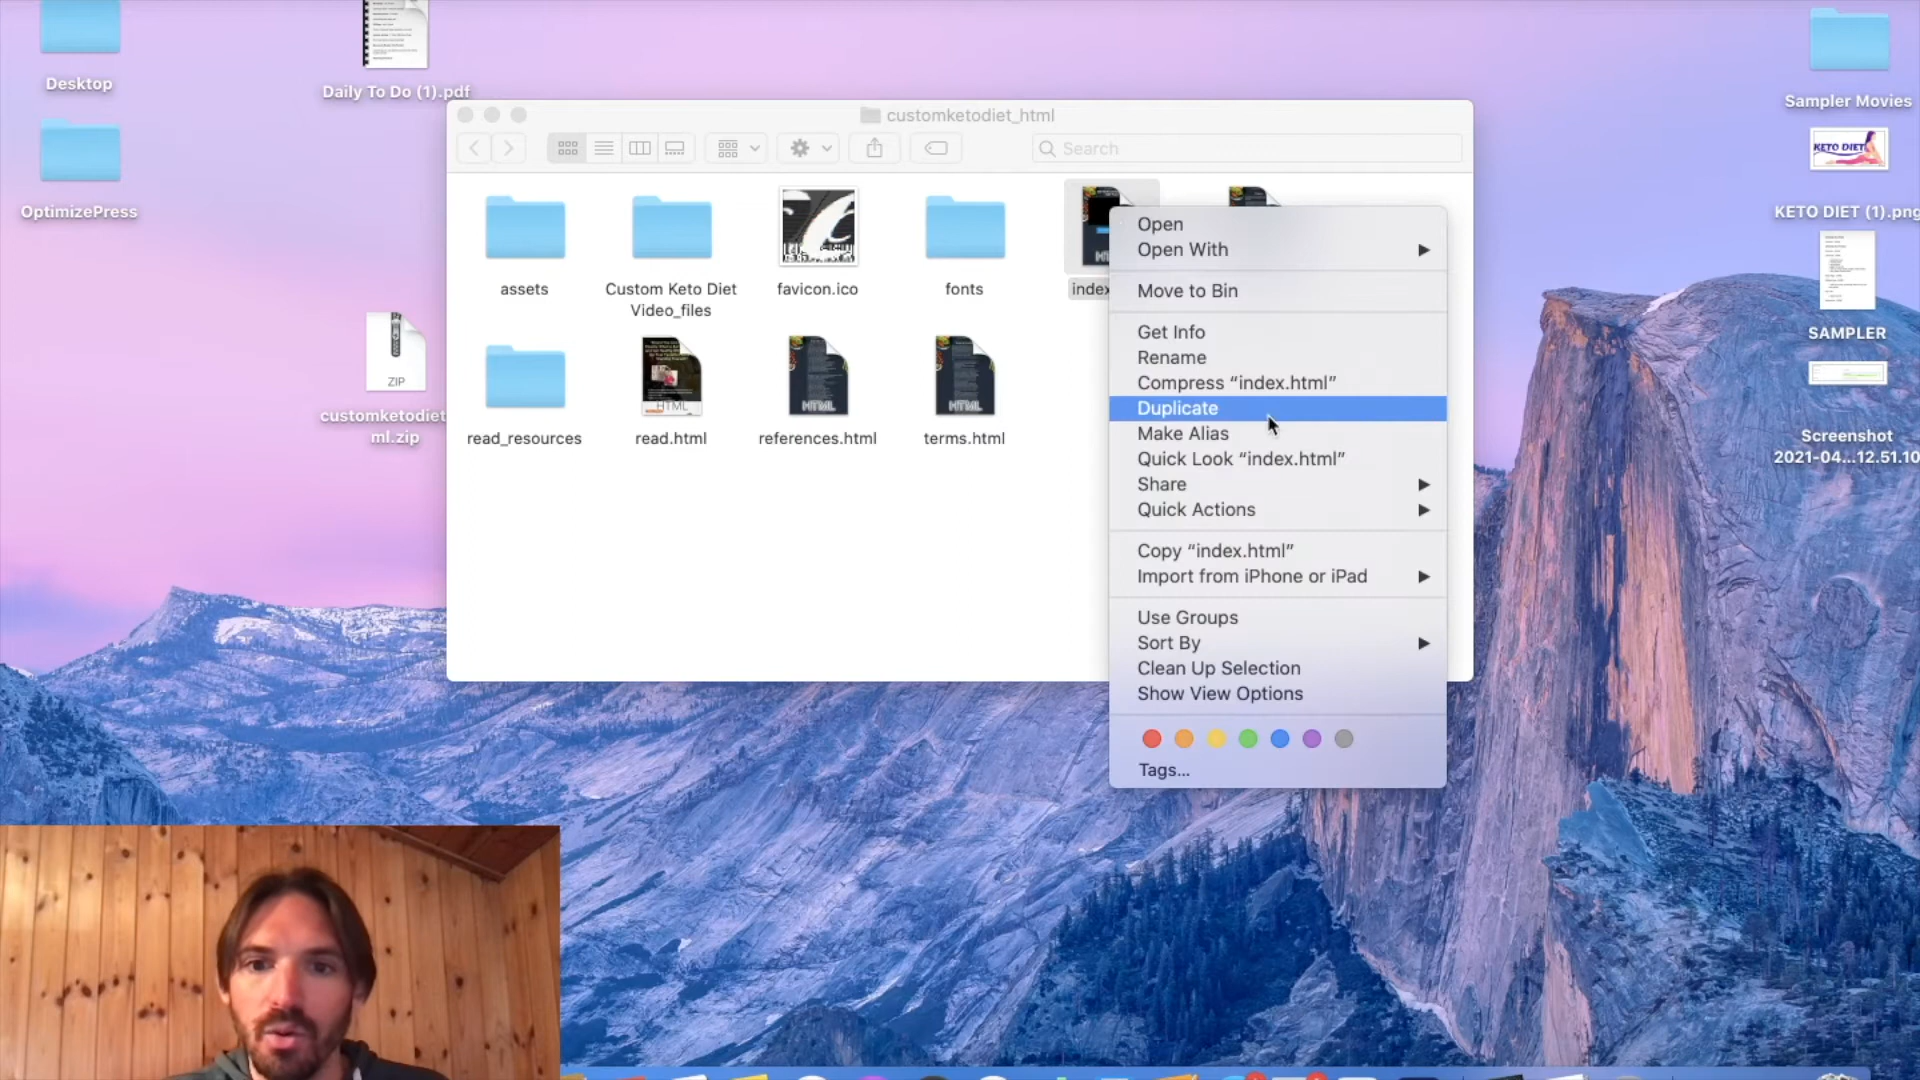 Desktop
OptimizePress
Daily To Do (1).pdf
ZIP
customketodiet
ml.zip
customketodiet_html
Search
assets
Custom Keto Diet
Video_files
favicon.ico
fonts
index
read_resources
HTML
read.html
HTML
references.html
HTML
terms.html
Open
Open With
Move to Bin
Get Info
Rename
Compress “index.html”
Duplicate
Make Alias
Quick Look “index.html”
Share
Quick Actions
Copy “index.html”
Import from iPhone or iPad
Use Groups
Sort By
Clean Up Selection
Show View Options
Tags...
Sampler Movies
KETO DIET
KETO DIET (1).png
SAMPLER
Screenshot
2021-04...12.51.10